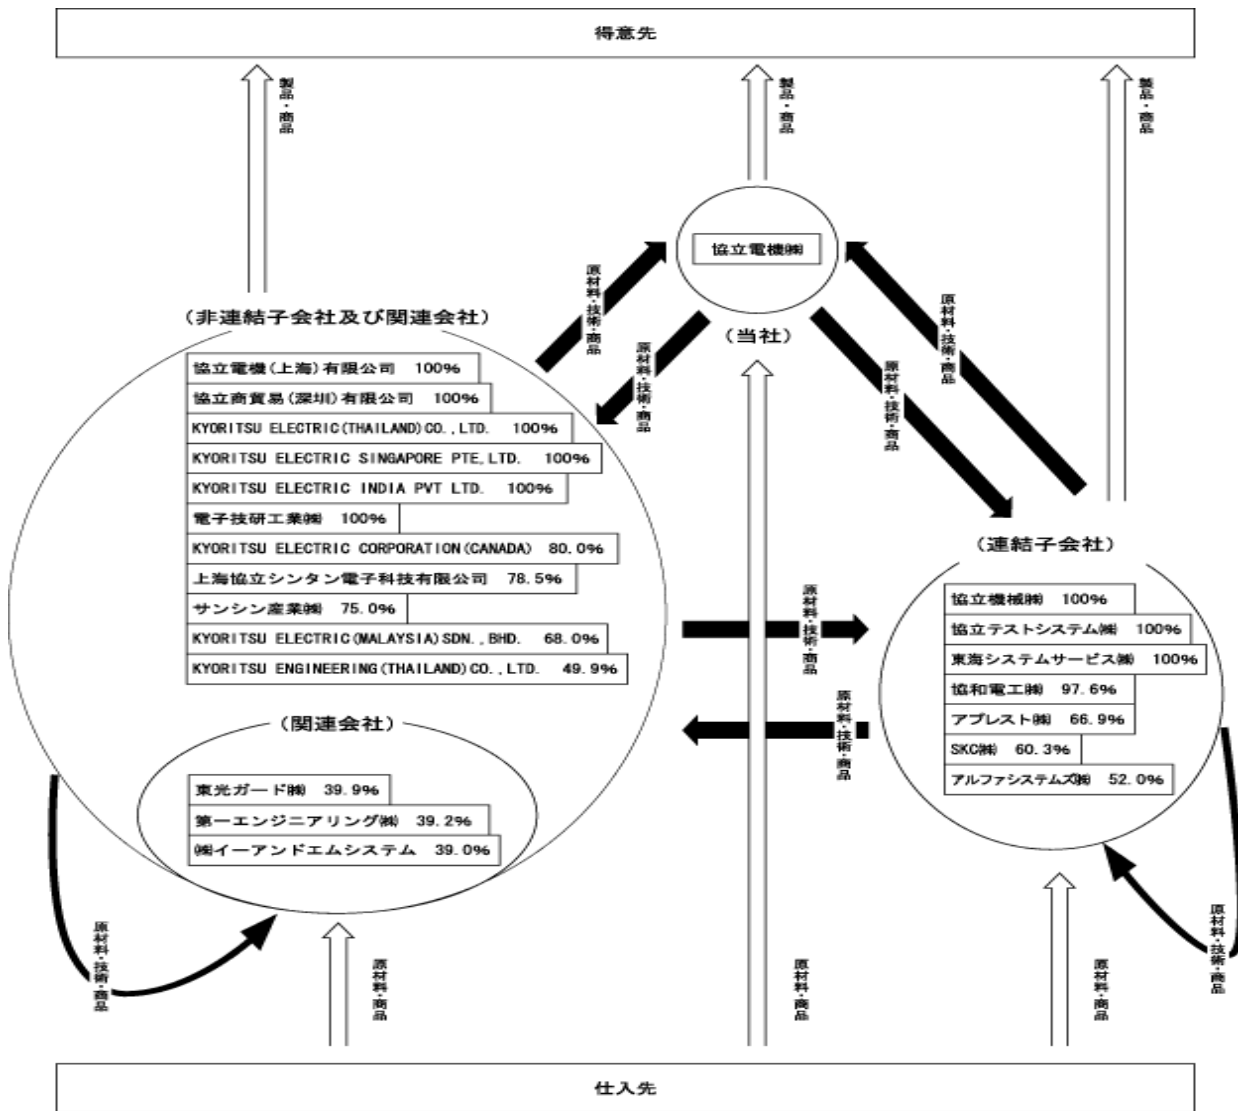 得意先
製品・商品
製品・商品
製品・商品
協立電機㈱
(当社)
原材料・技術・商品
原材料・技術・商品
原材料・技術・商品
原材料・技術・商品
(非連結子会社及び関連会社)
協立電機(上海)有限公司 100%
協立商貿易(深圳)有限公司 100%
KYORITSU ELECTRIC(THAILAND)CO.,LTD. 100%
KYORITSU ELECTRIC SINGAPORE PTE,LTD. 100%
KYORITSU ELECTRIC INDIA PVT LTD. 100%
電子技研工業㈱ 100%
KYORITSU ELECTRIC CORPORATION(CANADA) 80.0%
上海協立シンタン電子科技有限公司 78.5%
サンシン産業㈱ 75.0%
KYORITSU ELECTRIC(MALAYSIA)SDN.,BHD. 68.0%
KYORITSU ENGINEERING(THAILAND)CO.,LTD. 49.9%
(関連会社)
東光ガード㈱ 39.9%
第一エンジニアリング㈱ 39.2%
㈱イーアンドエムシステム 39.0%
原材料・技術・商品
原材料・技術・商品
(連結子会社)
協立機械㈱ 100%
協立テストシステム㈱ 100%
東海システムサービス㈱ 100%
協和電工㈱ 97.6%
アプレスト㈱ 66.9%
SKC㈱ 60.3%
アルファシステムズ㈱ 52.0%
原材料・技術・商品
原材料・技術・商品
原材料・商品
原材料・商品
原材料・商品
仕入先